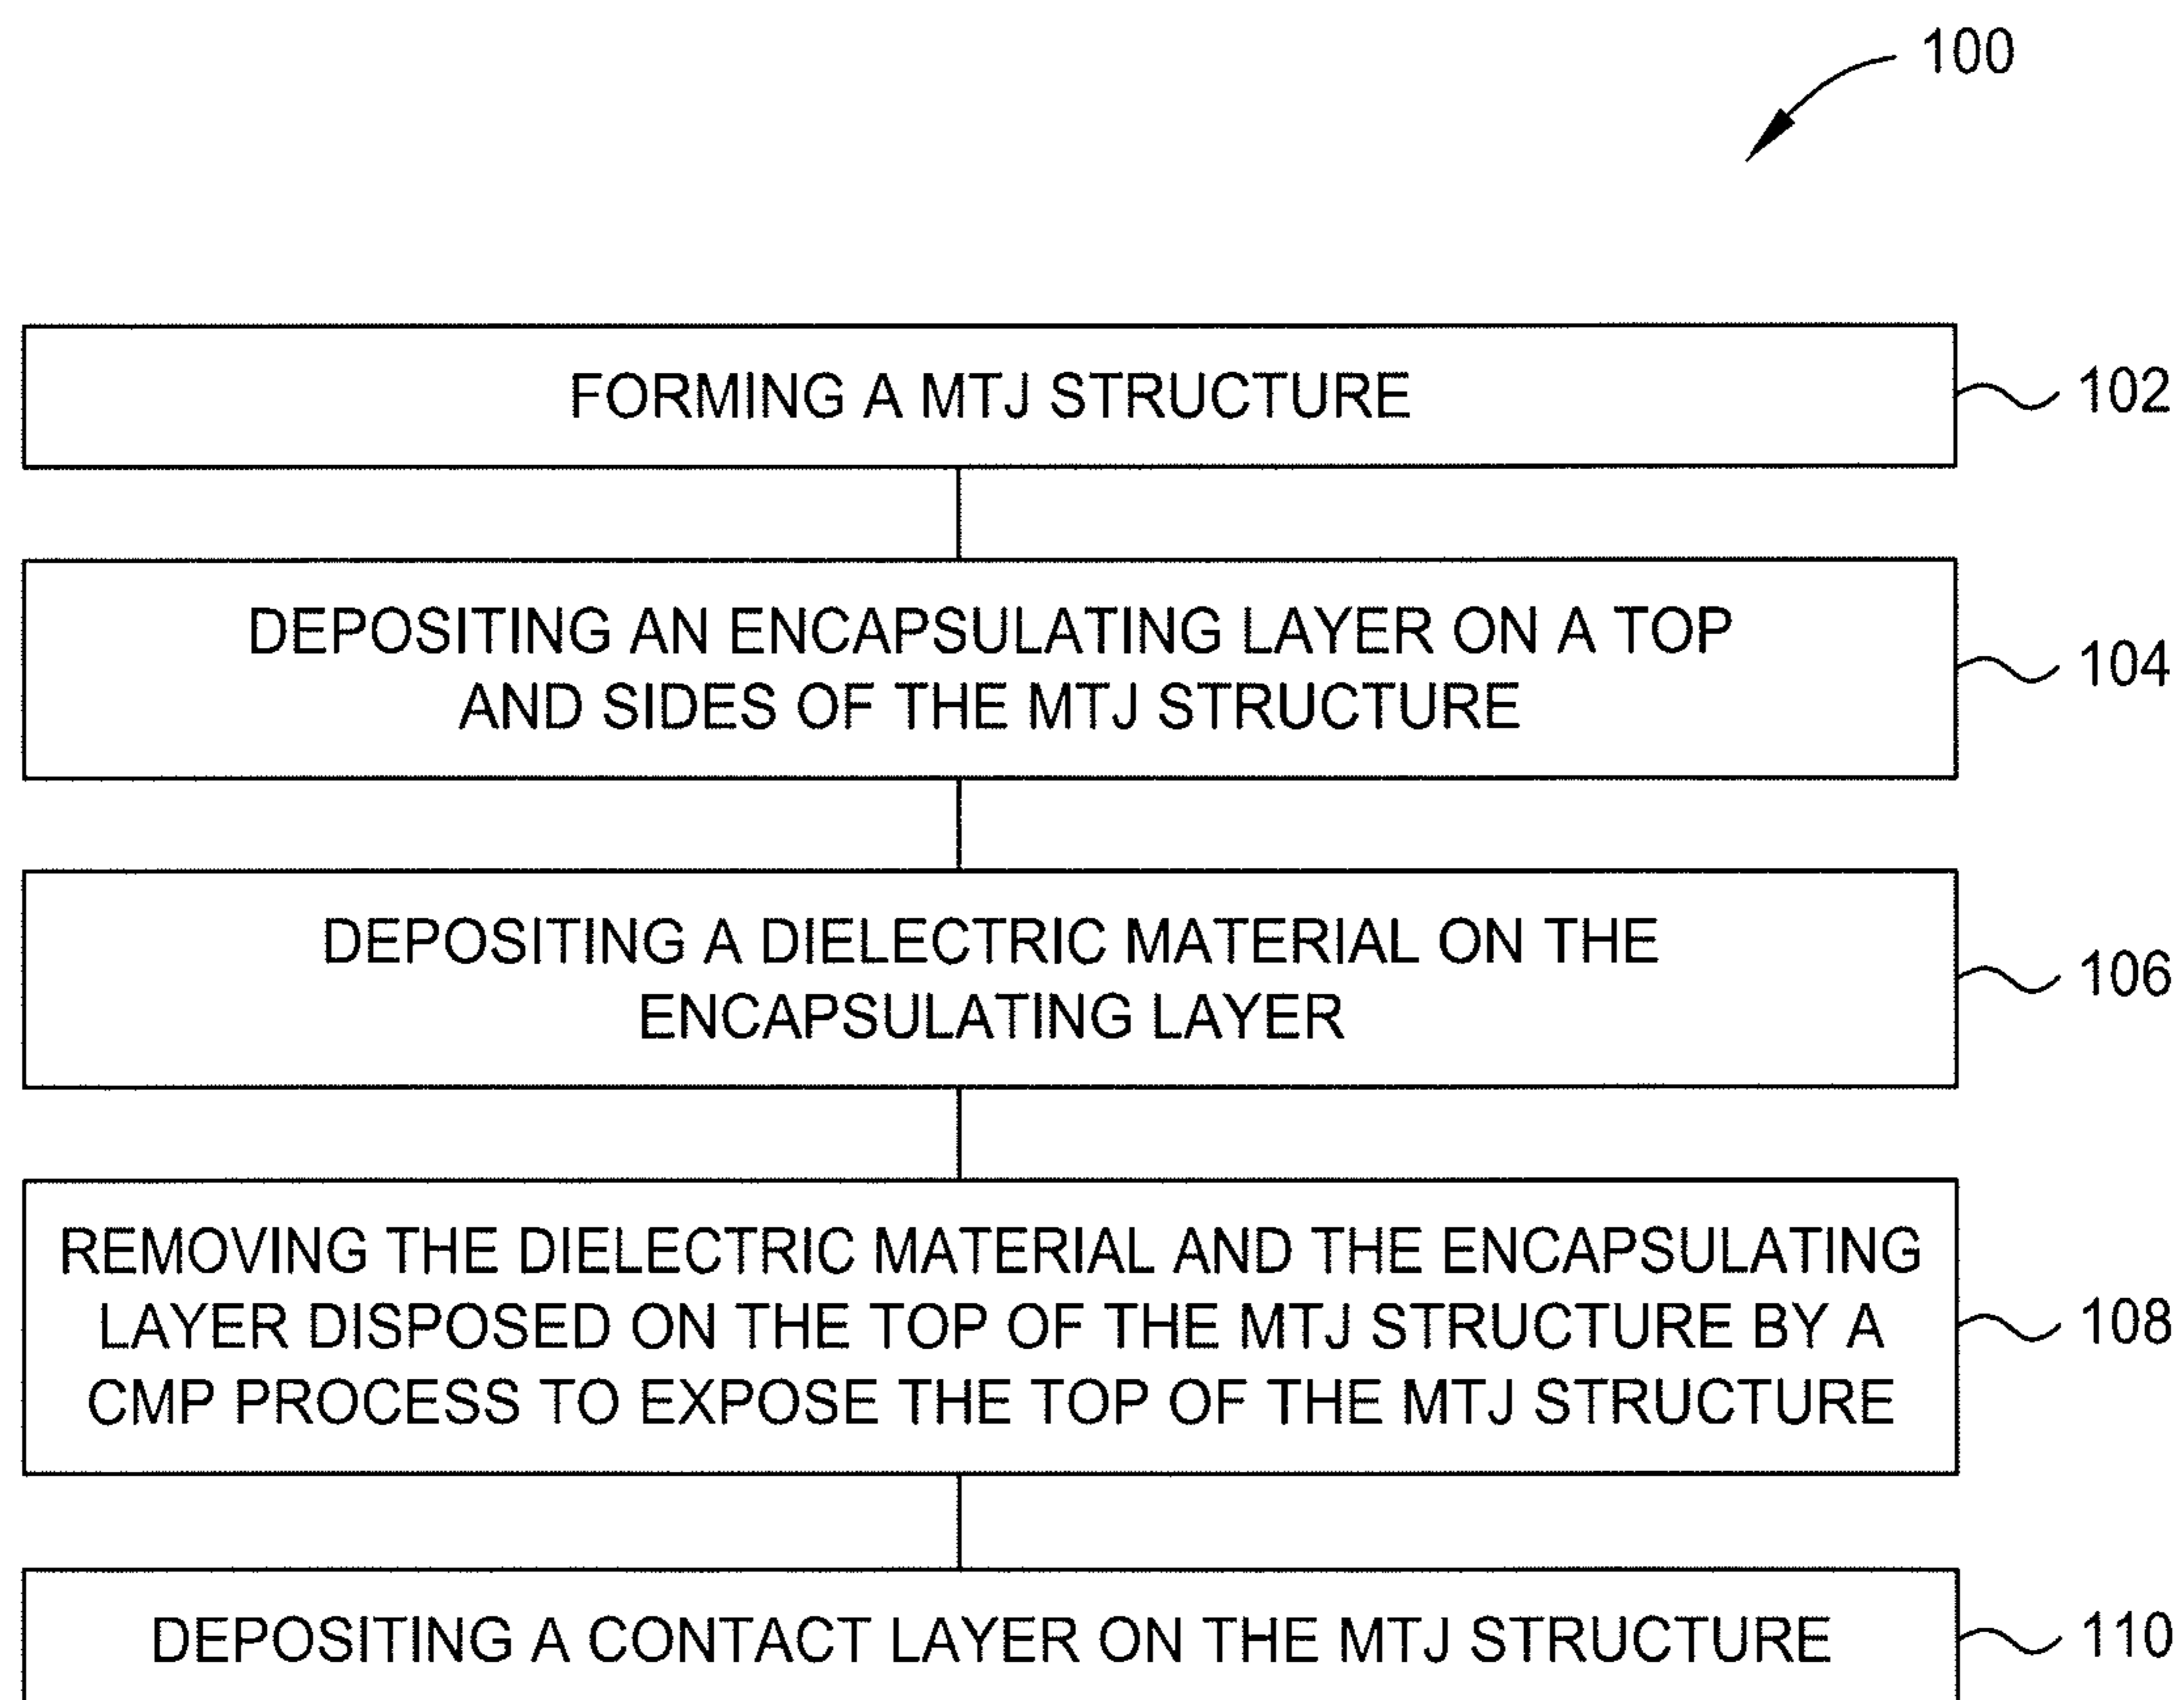 100
FORMING A MTJ STRUCTURE
102
DEPOSITING AN ENCAPSULATING LAYER ON A TOP
AND SIDES OF THE MTJ STRUCTURE
104
DEPOSITING A DIELECTRIC MATERIAL ON THE
ENCAPSULATING LAYER
106
REMOVING THE DIELECTRIC MATERIAL AND THE ENCAPSULATING
LAYER DISPOSED ON THE TOP OF THE MTJ STRUCTURE BY A
CMP PROCESS TO EXPOSE THE TOP OF THE MTJ STRUCTURE
108
DEPOSITING A CONTACT LAYER ON THE MTJ STRUCTURE
110